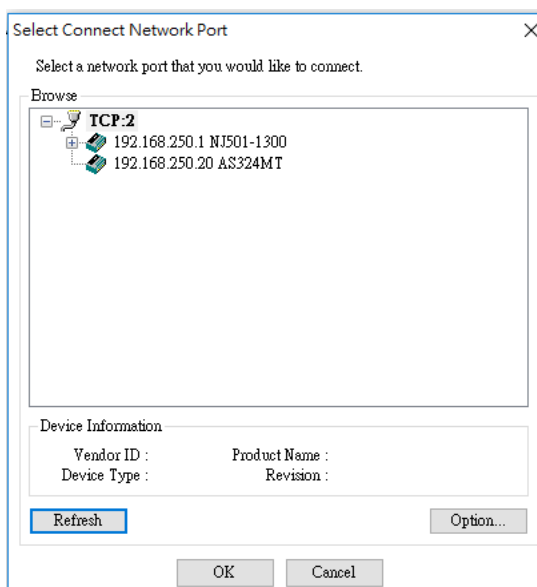 Select Connect Network Port
Select a network port that you would like to connect.
Browse
TCP:2
192.168.250.1 NJ501-1300
192.168.250.20 AS324MT
Device Information
Vendor ID : Product Name :
Device Type : Revision :
Refresh Option...
OK Cancel